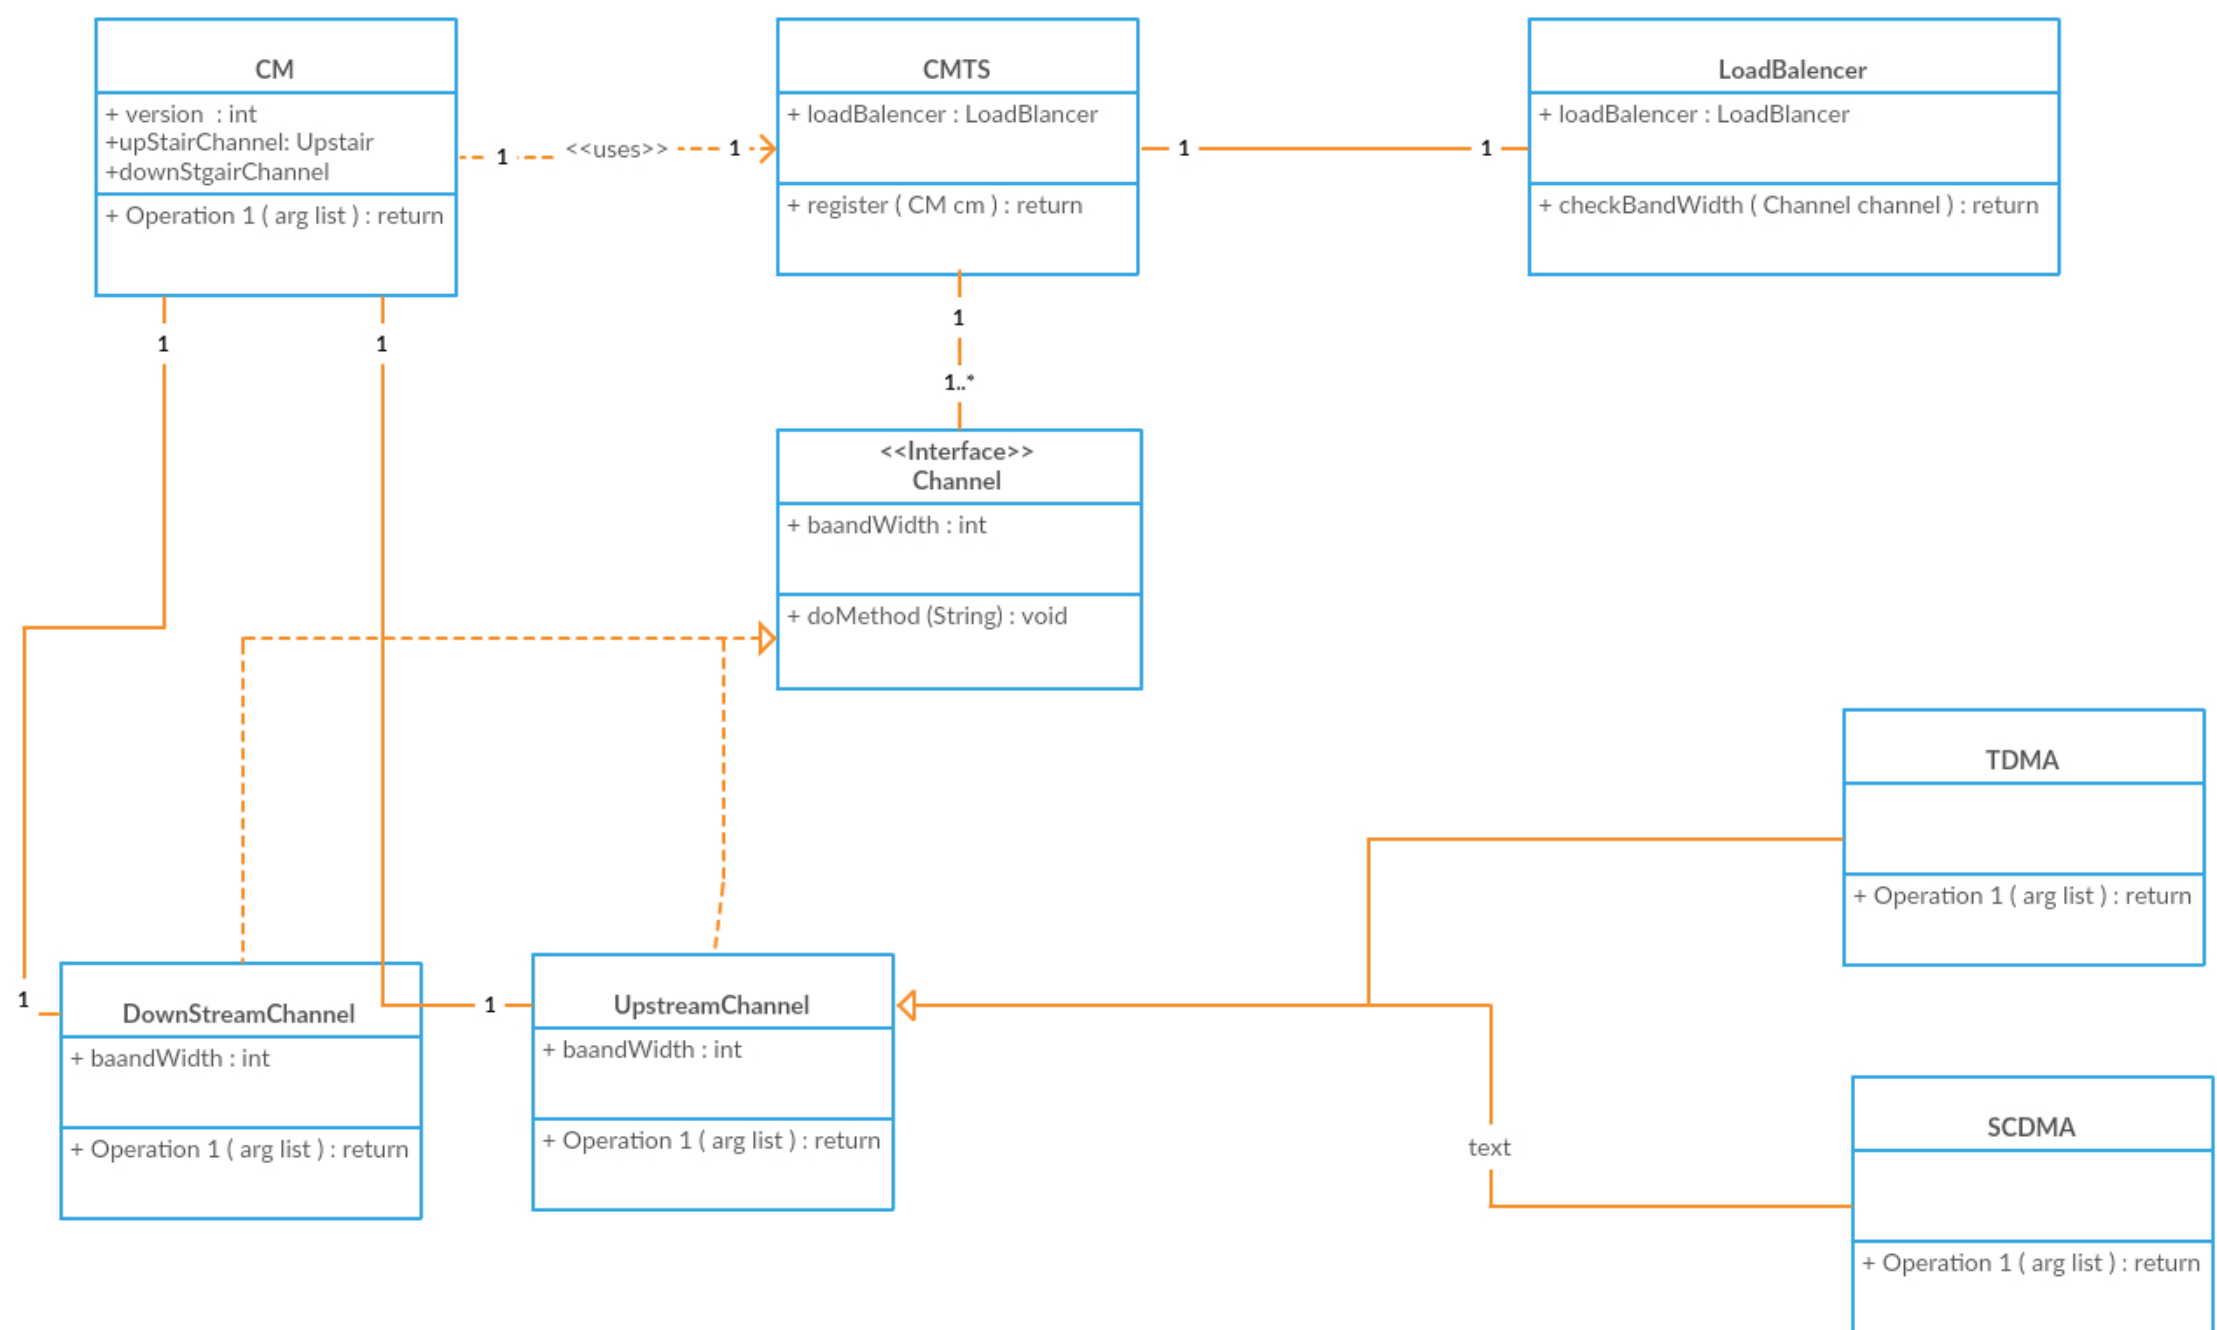 CM
+ version  : int
+upStairChannel: Upstair
+downStgairChannel
+ Operation 1 ( arg list ) : return
1
<<uses>>
1
CMTS
+ loadBalencer : LoadBlancer
+ register ( CM cm ) : return
1
1
LoadBalencer
+ loadBalencer : LoadBlancer
+ checkBandWidth ( Channel channel ) : return
1
1
1
1..*
<<Interface>>
Channel
+ baandWidth : int
+ doMethod (String) : void
TDMA
+ Operation 1 ( arg list ) : return
1
DownStreamChannel
+ baandWidth : int
+ Operation 1 ( arg list ) : return
1
UpstreamChannel
+ baandWidth : int
+ Operation 1 ( arg list ) : return
text
SCDMA
+ Operation 1 ( arg list ) : return